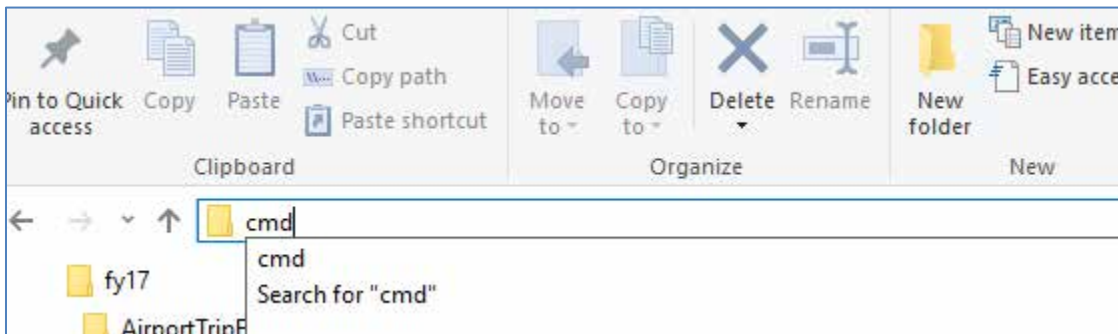 Pin to Quick access
Copy
Paste
Cut
Copy path
Paste shortcut
Clipboard
Move to
Copy to
Delete
Rename
Organize
New folder
New item
Easy acce
New
cmd
cmd
Search for "cmd"
fy17
AirportTrip